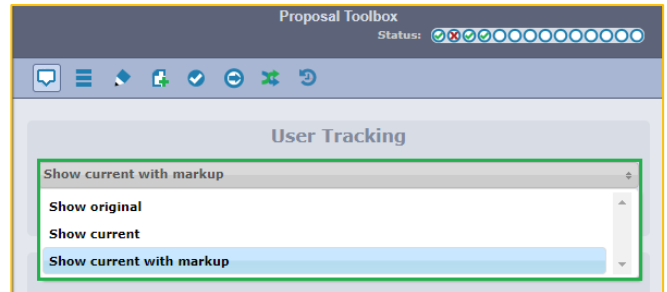 Proposal Toolbox
Status:
User Tracking
Show current with markup
Show original
Show current
Show current with markup